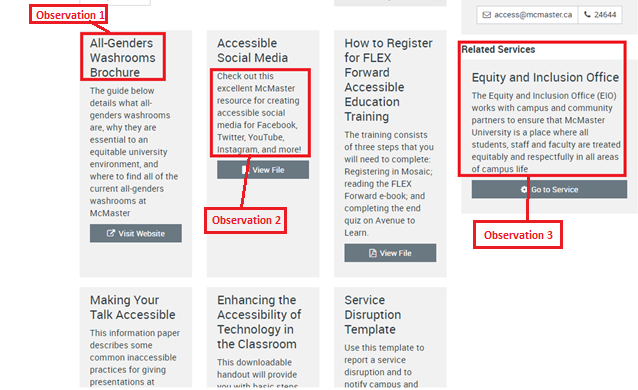 Observation 1
access@mcmaster.ca
24644
All-Genders
Washrooms
Brochure
The guide below
details what all-
genders washrooms
are, why they are
essential to an
equitable university
environment, and
where to find all of the
current all-genders
washrooms at
McMaster
Visit Website
Accessible
Social Media
Check out this
excellent McMaster
resource for creating
accessible social
media for Facebook,
Twitter, YouTube,
Instagram, and more!
View File
Observation 2
How to Register
for FLEX
Forward
Accessible
Education
Training
The training consists
of three steps that you
will need to complete:
Registering in Mosaic;
reading the FLEX
Forward e-book; and
completing the end
quiz on Avenue to
Learn.
View File
Related Services
Equity and Inclusion Office
The Equity and Inclusion Office (EIO)
works with campus and community
partners to ensure that McMaster
University is a place where all
students, staff and faculty are treated
equitably and respectfully in all areas
of campus life
Go to Service
Observation 3
Making Your
Talk Accessible
This information paper
describes some
common inaccessible
practices for giving
presentations at
Enhancing the
Accessibility of
Technology in
the Classroom
This downloadable
handout will provide
you with basic steps
Service
Disruption
Template
Use this template to
report a service
disruption and to
notify campus and